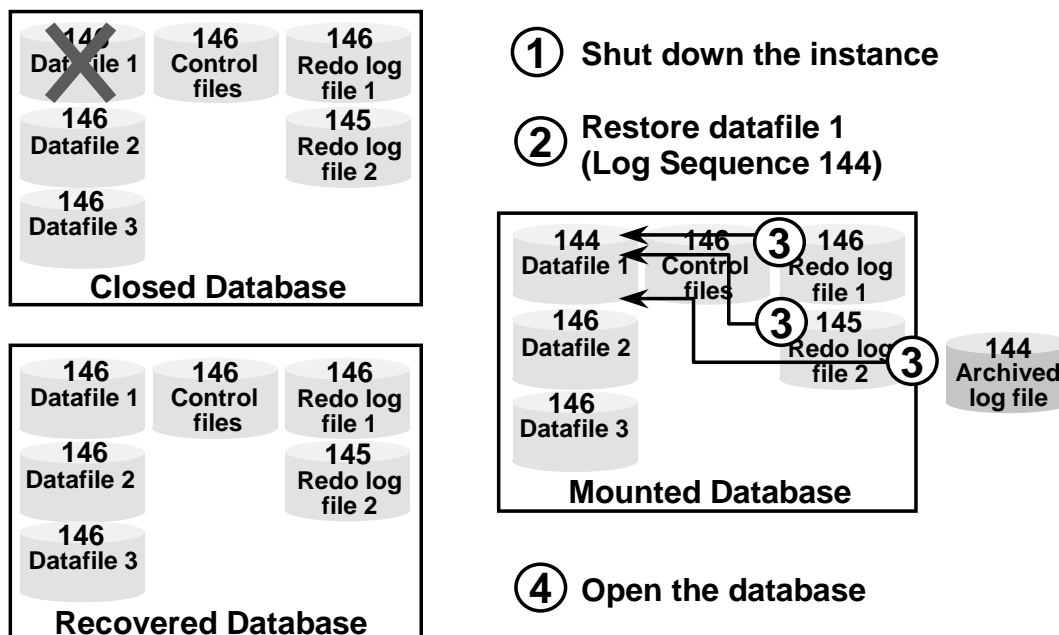 146
Datafile 1
146
Control
files
146
Redo log
file 1
146
Datafile 2
145
Redo log
file 2
146
Datafile 3
Closed Database
1 Shut down the instance
2 Restore datafile 1
(Log Sequence 144)
144
Datafile 1
146
Control
files
3
146
Redo log
file 1
146
Datafile 2
3
145
Redo log
file 2
3
144
Archived
log file
146
Datafile 3
Mounted Database
146
Datafile 1
146
Control
files
146
Redo log
file 1
146
Datafile 2
145
Redo log
file 2
146
Datafile 3
Recovered Database
4 Open the database